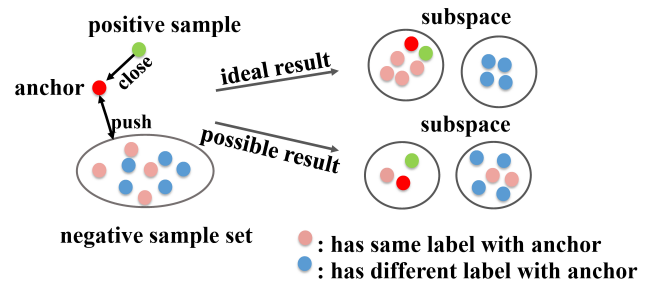 positive sample
subspace
close
anchor
ideal result
push
subspace
possible result
negative sample set
: has same label with anchor
: has different label with anchor